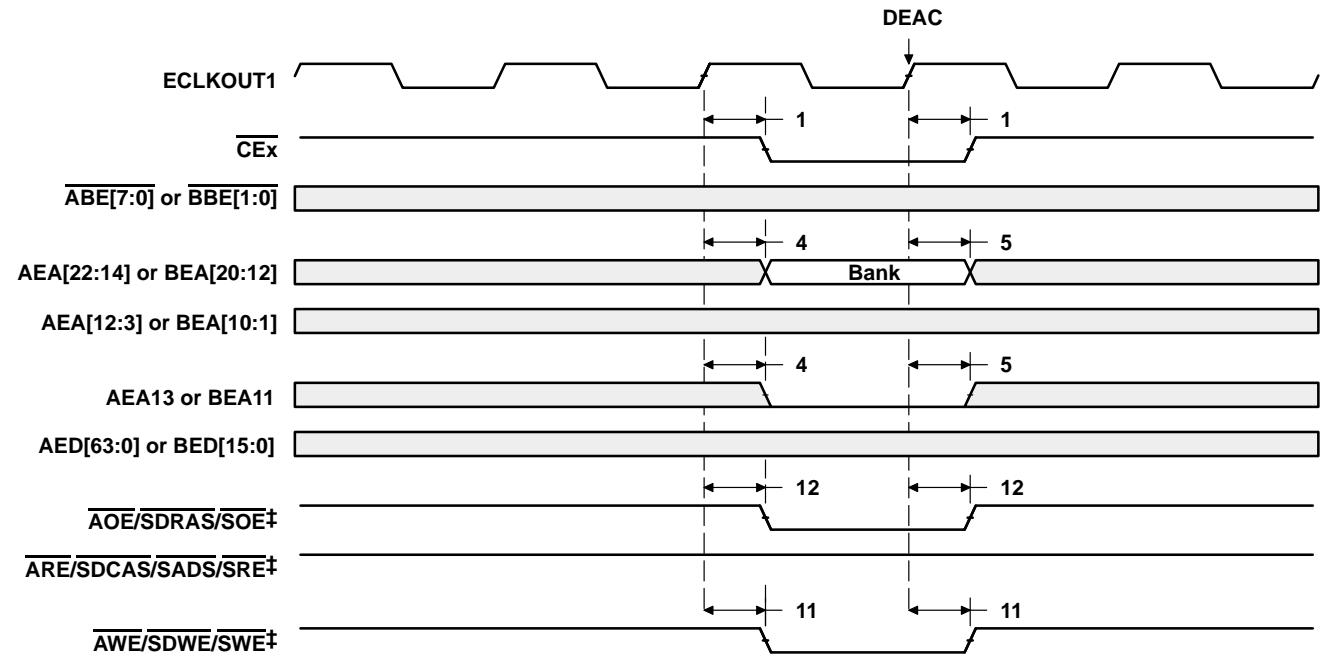 DEAC
ECLKOUT1
1 1
CEx
ABE[7:0] or BBE[1:0]
4 5
AEA[22:14] or BEA[20:12] Bank
AEA[12:3] or BEA[10:1]
4 5
AEA13 or BEA11
AED[63:0] or BED[15:0]
12 12
AOE/SDRAS/SOE‡
ARE/SDCAS/SADS/SRE‡
11 11
AWE/SDWE/SWE‡